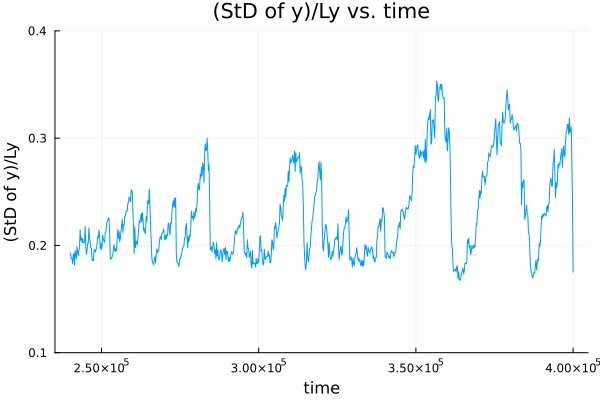 (StD of y)/Ly vs. time
(StD of y)/Ly
0.4
0.3
0.2
0.1
2.50×10⁵ 3.00×10⁵ 3.50×10⁵ 4.00×10⁵
time